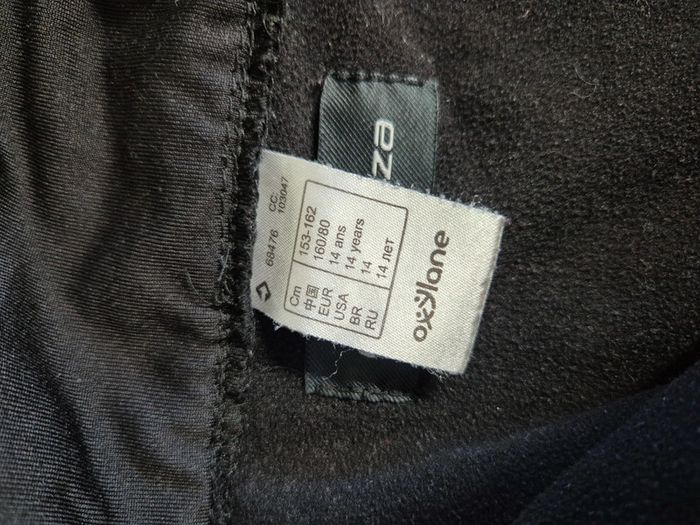 68476 CC:
103047
Cm 153-162
中国 160/80
EUR 14 ans
USA 14 years
BR 14
RU 14 лет
oxylane
za